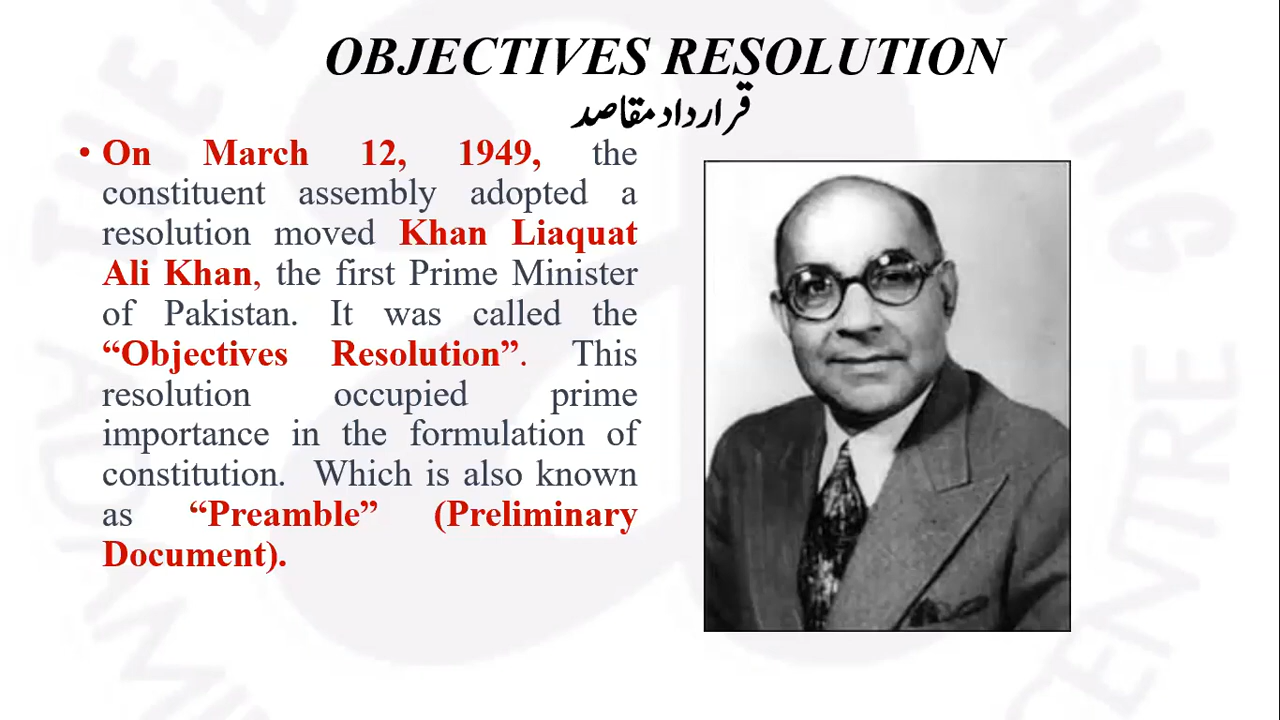 OBJECTIVES RESOLUTION
قرارداد مقاصد
• On March 12, 1949, the
constituent assembly adopted a
resolution moved Khan Liaquat
Ali Khan, the first Prime Minister
of Pakistan. It was called the
“Objectives Resolution”. This
resolution occupied prime
importance in the formulation of
constitution. Which is also known
as “Preamble” (Preliminary
Document).